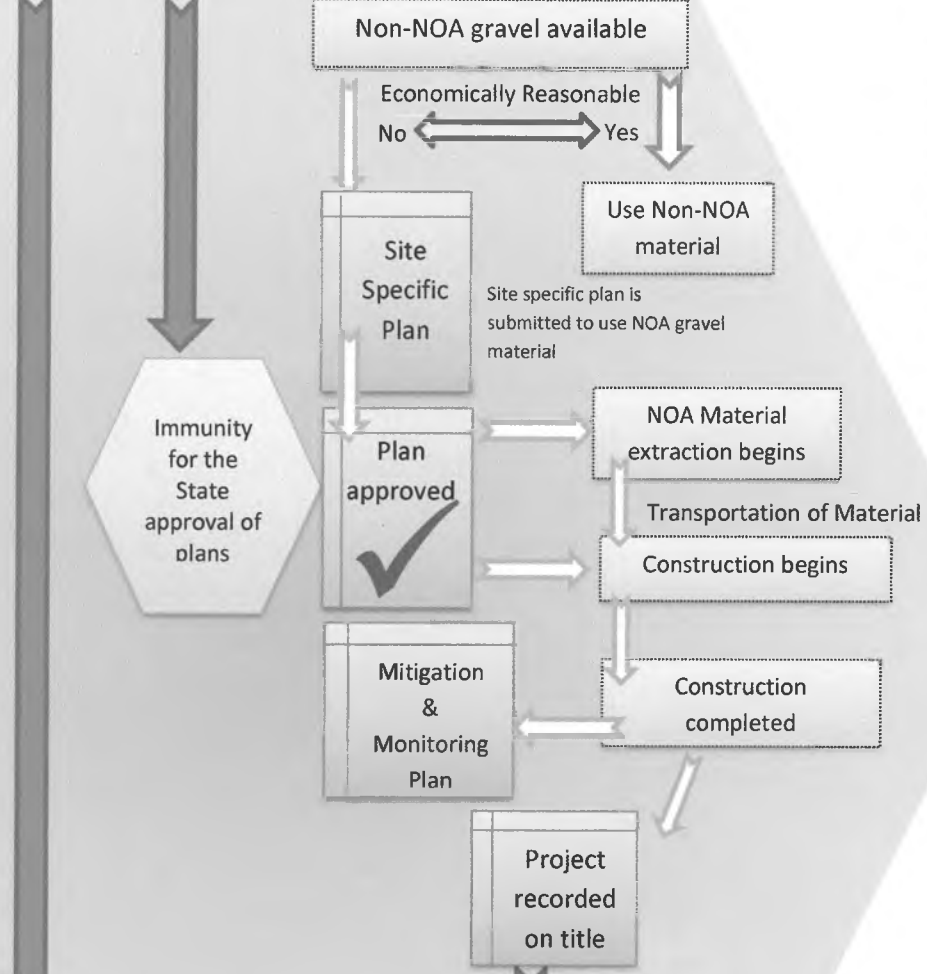 Non-NOA gravel available
Economically Reasonable
No
Yes
Use Non-NOA
material
Site
Specific
Plan
Site specific plan is
submitted to use NOA gravel
material
Immunity
for the
State
approval of
plans
Plan
approved
NOA Material
extraction begins
Transportation of Material
Construction begins
Mitigation
&
Monitoring
Plan
Construction
completed
Project
recorded
on title